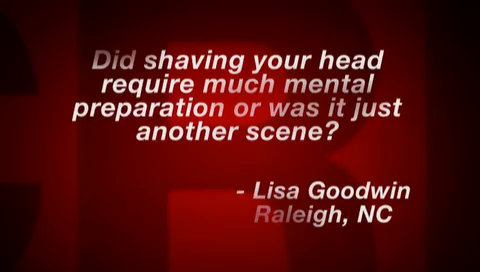 Did shaving your head
require much mental
preparation or was it just
another scene?
- Lisa Goodwin
Raleigh, NC